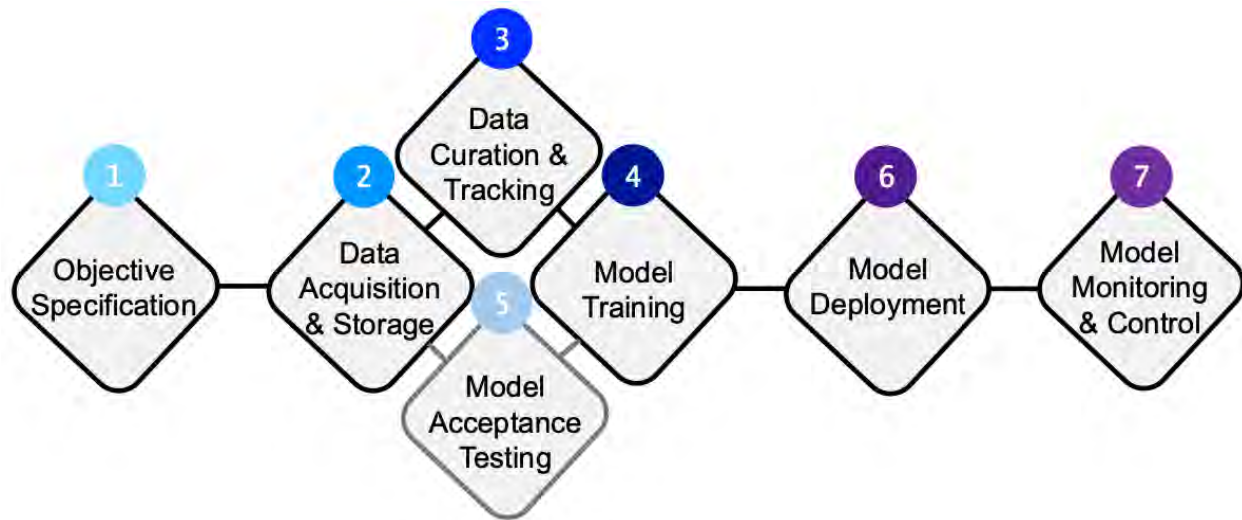 1
Objective
Specification
2
Data
Acquisition
& Storage
3
Data
Curation &
Tracking
4
Model
Training
5
Model
Acceptance
Testing
6
Model
Deployment
7
Model
Monitoring
& Control